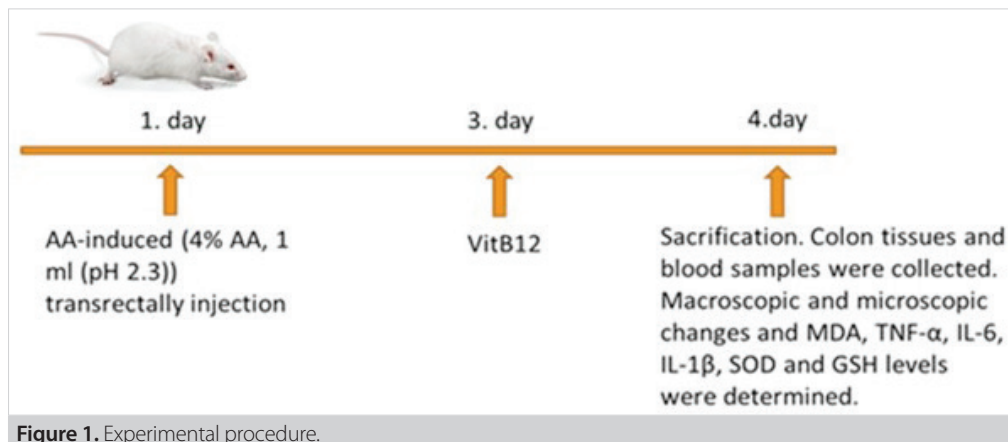 1. day
3. day
4.day
AA-induced (4% AA, 1
ml (pH 2.3))
transrectally injection
VitB12
Sacrification. Colon tissues and
blood samples were collected.
Macroscopic and microscopic
changes and MDA, TNF-α, IL-6,
IL-1β, SOD and GSH levels
were determined.
Figure 1. Experimental procedure.